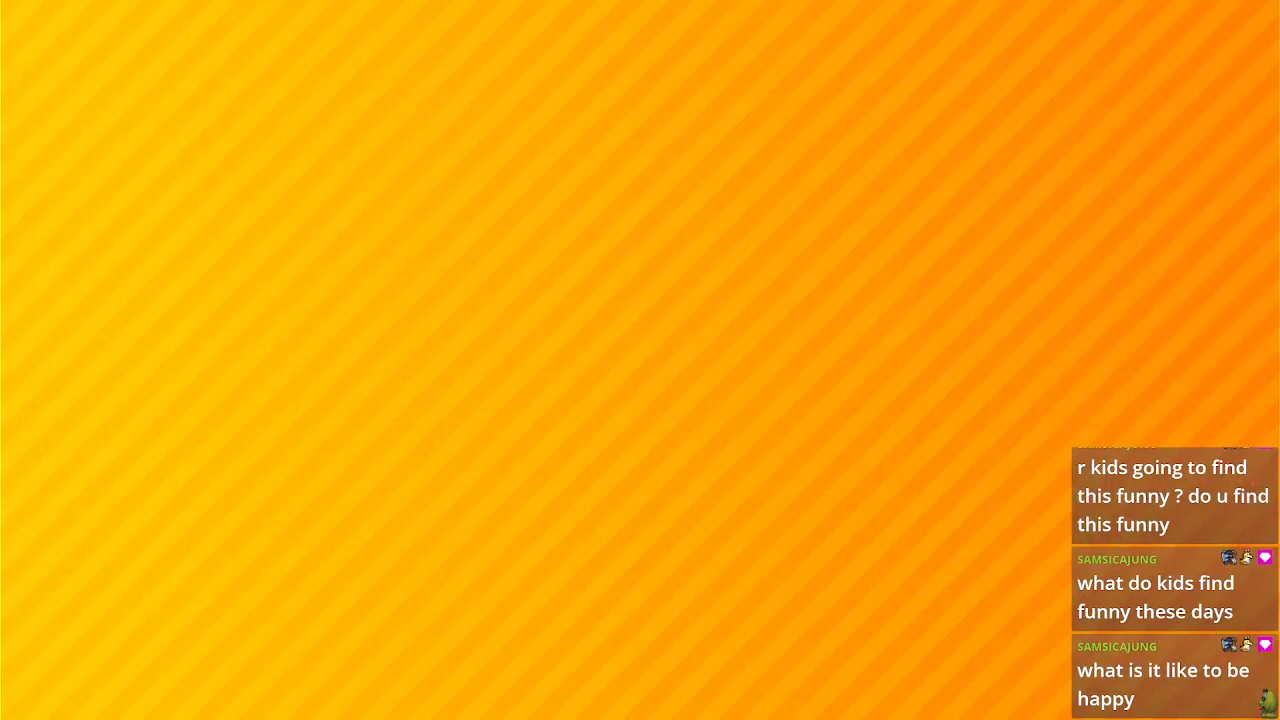 r kids going to find
this funny ? do u find
this funny
SAMSICAJUNG
what do kids find
funny these days
SAMSICAJUNG
what is it like to be
happy